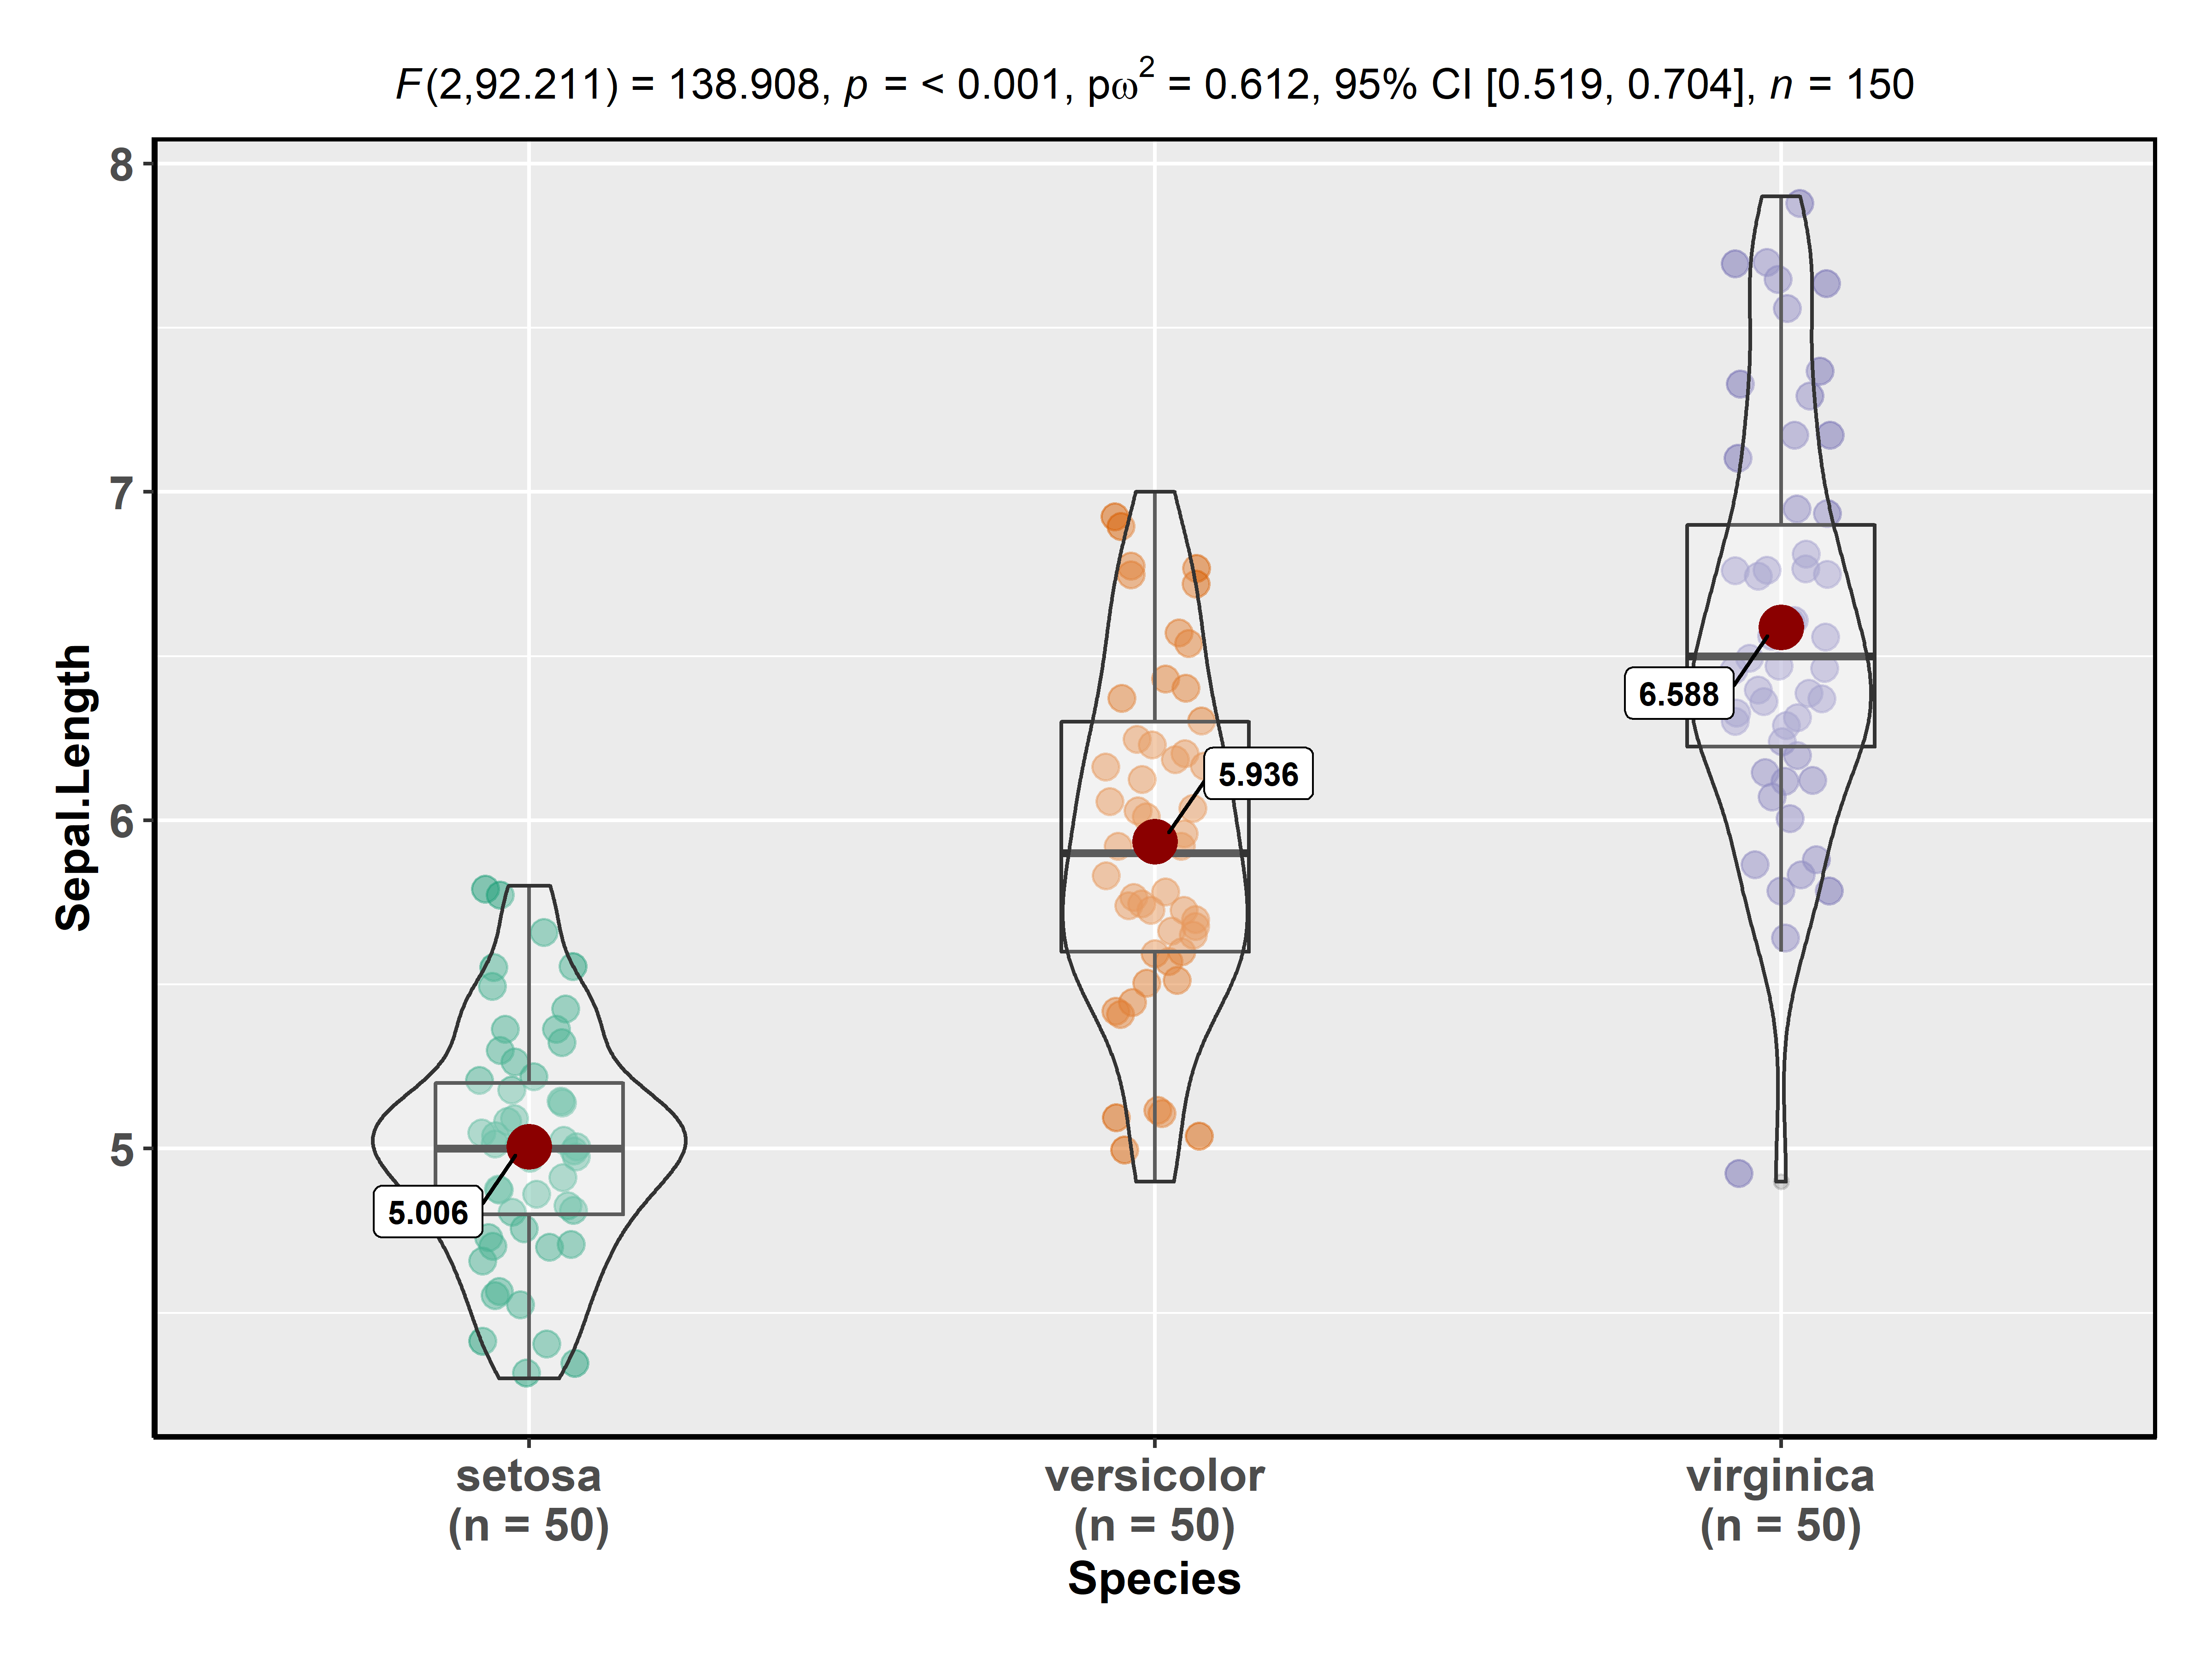 F(2,92.211) = 138.908, p = < 0.001, pω² = 0.612, 95% CI [0.519, 0.704], n = 150
8
7
6
5
Sepal.Length
6.588
5.936
5.006
setosa
(n = 50)
versicolor
(n = 50)
virginica
(n = 50)
Species